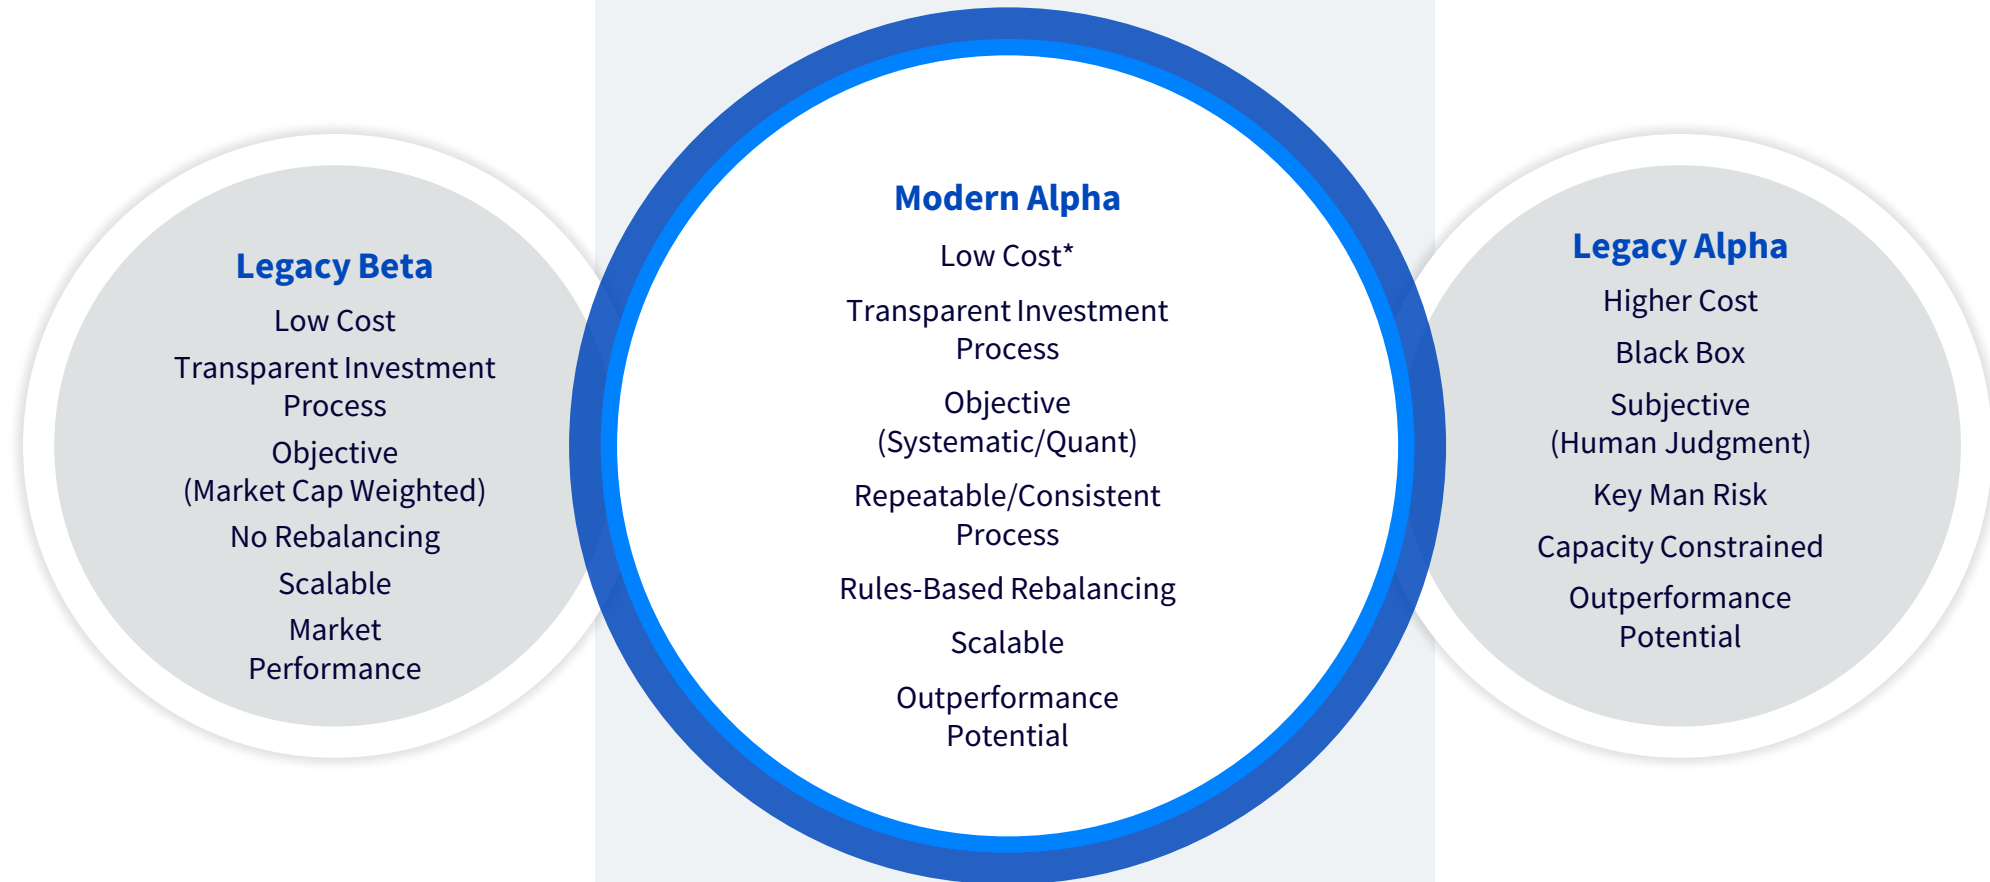 Legacy Beta
Low Cost
Transparent Investment
Process
Objective
(Market Cap Weighted)
No Rebalancing
Scalable
Market
Performance
Modern Alpha
Low Cost*
Transparent Investment
Process
Objective
(Systematic/Quant)
Repeatable/Consistent
Process
Rules-Based Rebalancing
Scalable
Outperformance
Potential
Legacy Alpha
Higher Cost
Black Box
Subjective
(Human Judgment)
Key Man Risk
Capacity Constrained
Outperformance
Potential